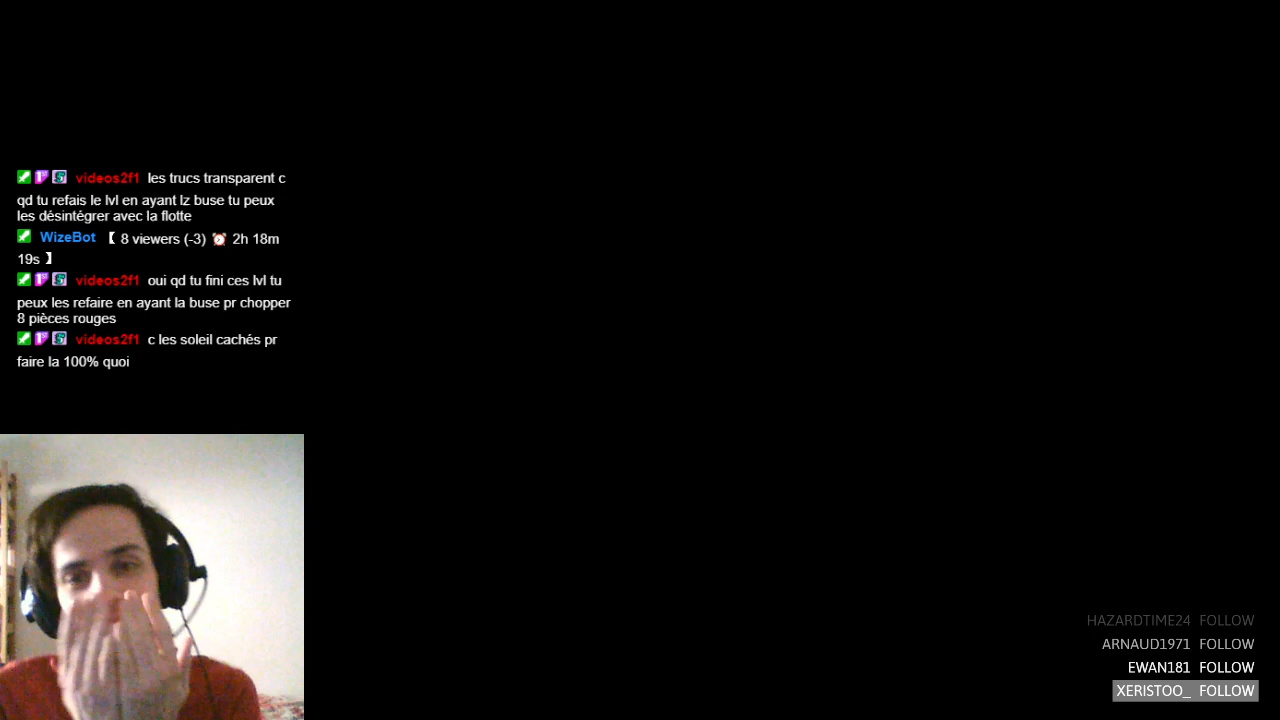 videos2f1 les trucs transparent c
qd tu refais le lvl en ayant lz buse tu peux
les désintégrer avec la flotte
WizeBot 【 8 viewers (-3) ⏰ 2h 18m
19s 】
videos2f1 oui qd tu fini ces lvl tu
peux les refaire en ayant la buse pr chopper
8 pièces rouges
videos2f1 c les soleil cachés pr
faire la 100% quoi
HAZARDTIME24 FOLLOW
ARNAUD1971 FOLLOW
EWAN181 FOLLOW
XERISTOO_ FOLLOW